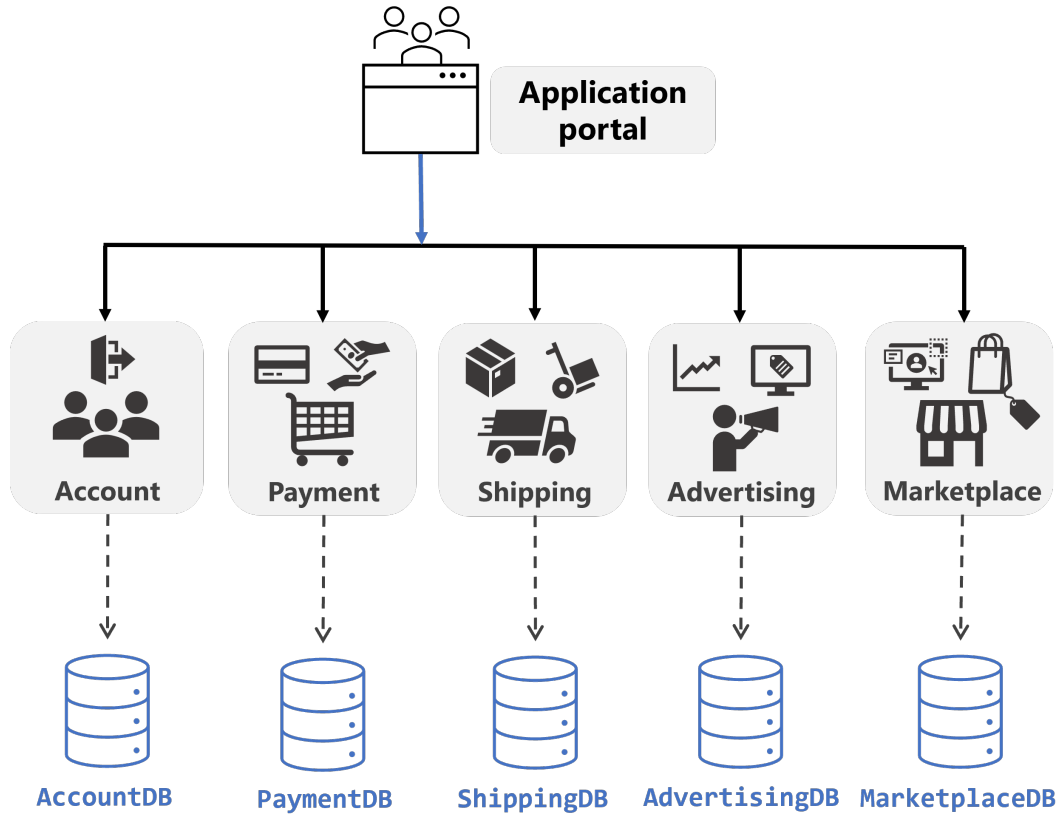 Application
portal
Account
Payment
Shipping
Advertising
Marketplace
AccountDB
PaymentDB
ShippingDB
AdvertisingDB
MarketplaceDB